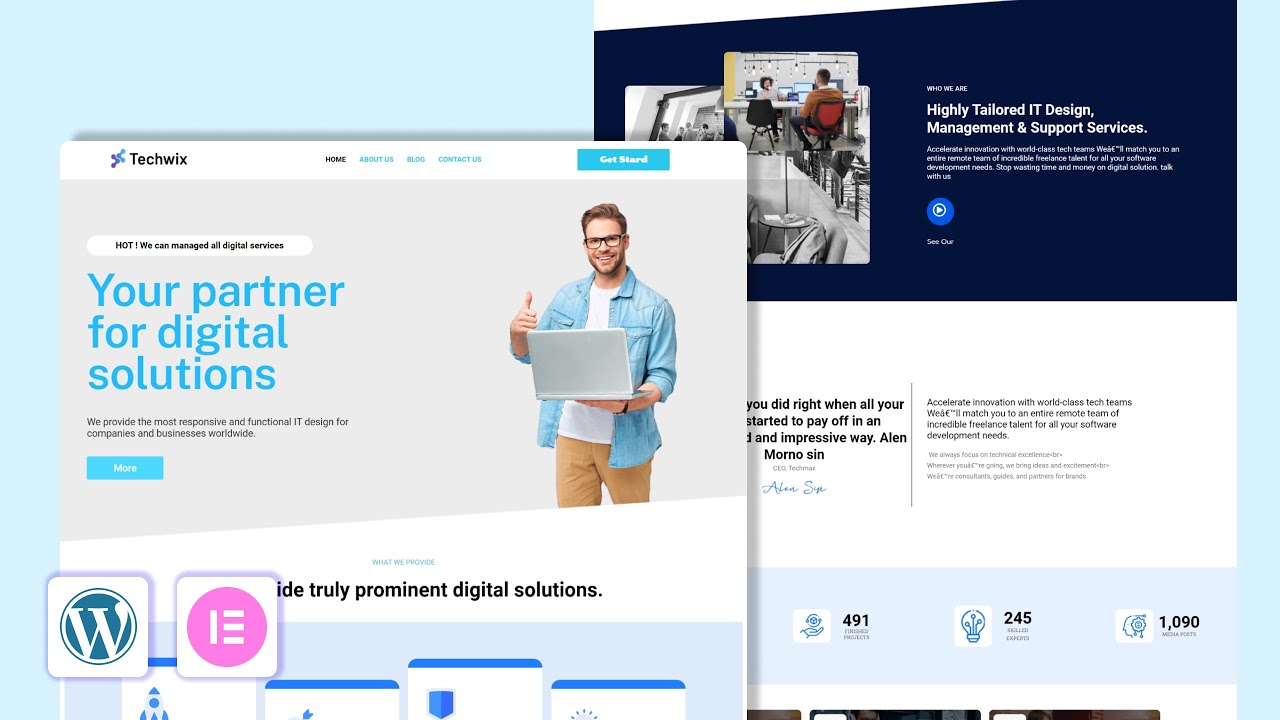 Techwix
HOME
ABOUT US
BLOG
CONTACT US
Get Stard
HOT ! We can managed all digital services
Your partner
for digital
solutions
We provide the most responsive and functional IT design for
companies and businesses worldwide.
More
WHAT WE PROVIDE
truly prominent digital solutions.
WHO WE ARE
Highly Tailored IT Design,
Management & Support Services.
Accelerate innovation with world-class tech teams Weâ€™ll match you to an
entire remote team of incredible freelance talent for all your software
development needs. Stop wasting time and money on digital solution. talk
with us
See Our
you did right when all your
started to pay off in an
and impressive way. Alen
Morno sin
CEO, Techmax
Alen Sin
Accelerate innovation with world-class tech teams
Weâ€™ll match you to an entire remote team of
incredible freelance talent for all your software
development needs.
We always focus on technical excellence<br>
Wherever youâ€™re going, we bring ideas and excitement<br>
Weâ€™re consultants, guides, and partners for brands
491
FINISHED
PROJECTS
245
SKILLED
EXPERTS
1,090
MEDIA POSTS